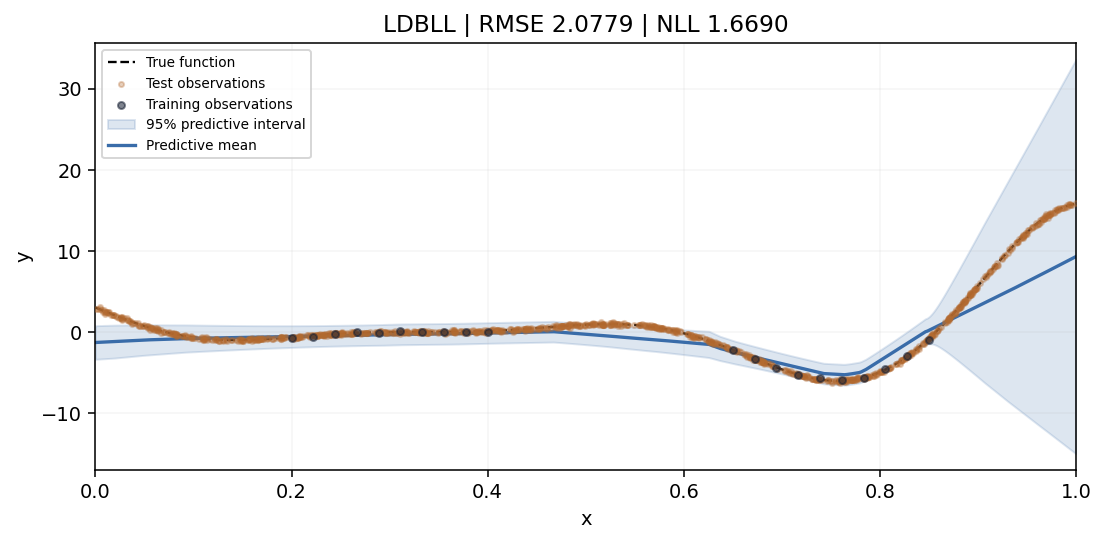 LDBLL | RMSE 2.0779 | NLL 1.6690
True function
Test observations
Training observations
95% predictive interval
Predictive mean
30
20
10
0
−10
y
0.0 0.2 0.4 0.6 0.8 1.0
x